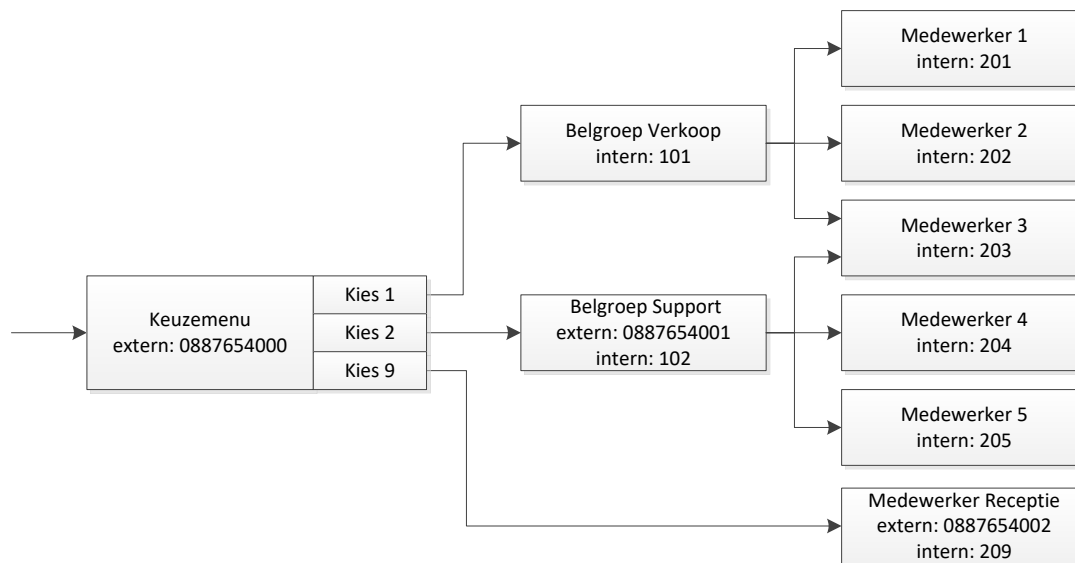 Keuzemenu
extern: 0887654000
Kies 1
Kies 2
Kies 9
Belgroep Verkoop
intern: 101
Belgroep Support
extern: 0887654001
intern: 102
Medewerker 1
intern: 201
Medewerker 2
intern: 202
Medewerker 3
intern: 203
Medewerker 4
intern: 204
Medewerker 5
intern: 205
Medewerker Receptie
extern: 0887654002
intern: 209